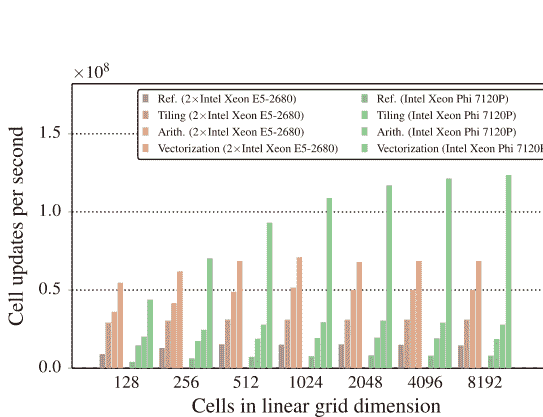 ×10⁸
Ref. (2×Intel Xeon E5-2680)
Tiling (2×Intel Xeon E5-2680)
Arith. (2×Intel Xeon E5-2680)
Vectorization (2×Intel Xeon E5-2680)
Ref. (Intel Xeon Phi 7120P)
Tiling (Intel Xeon Phi 7120P)
Arith. (Intel Xeon Phi 7120P)
Vectorization (Intel Xeon Phi 7120P
Cell updates per second
1.5
1.0
0.5
0.0
128 256 512 1024 2048 4096 8192
Cells in linear grid dimension